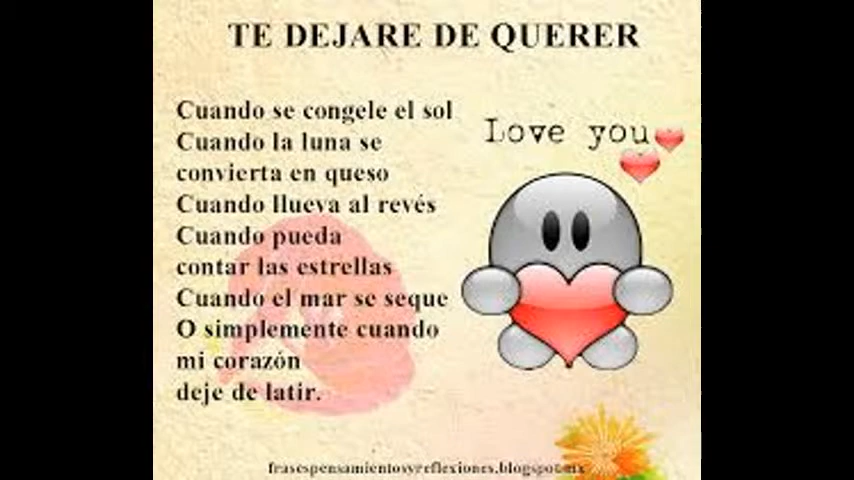 TE DEJARE DE QUERER
Cuando se congele el sol
Cuando la luna se
convierta en queso
Cuando llueva al revés
Cuando pueda
contar las estrellas
Cuando el mar se seque
O simplemente cuando
mi corazón
deje de latir.
Love you
frasespensamientosyreflexiones.blogspot.mx